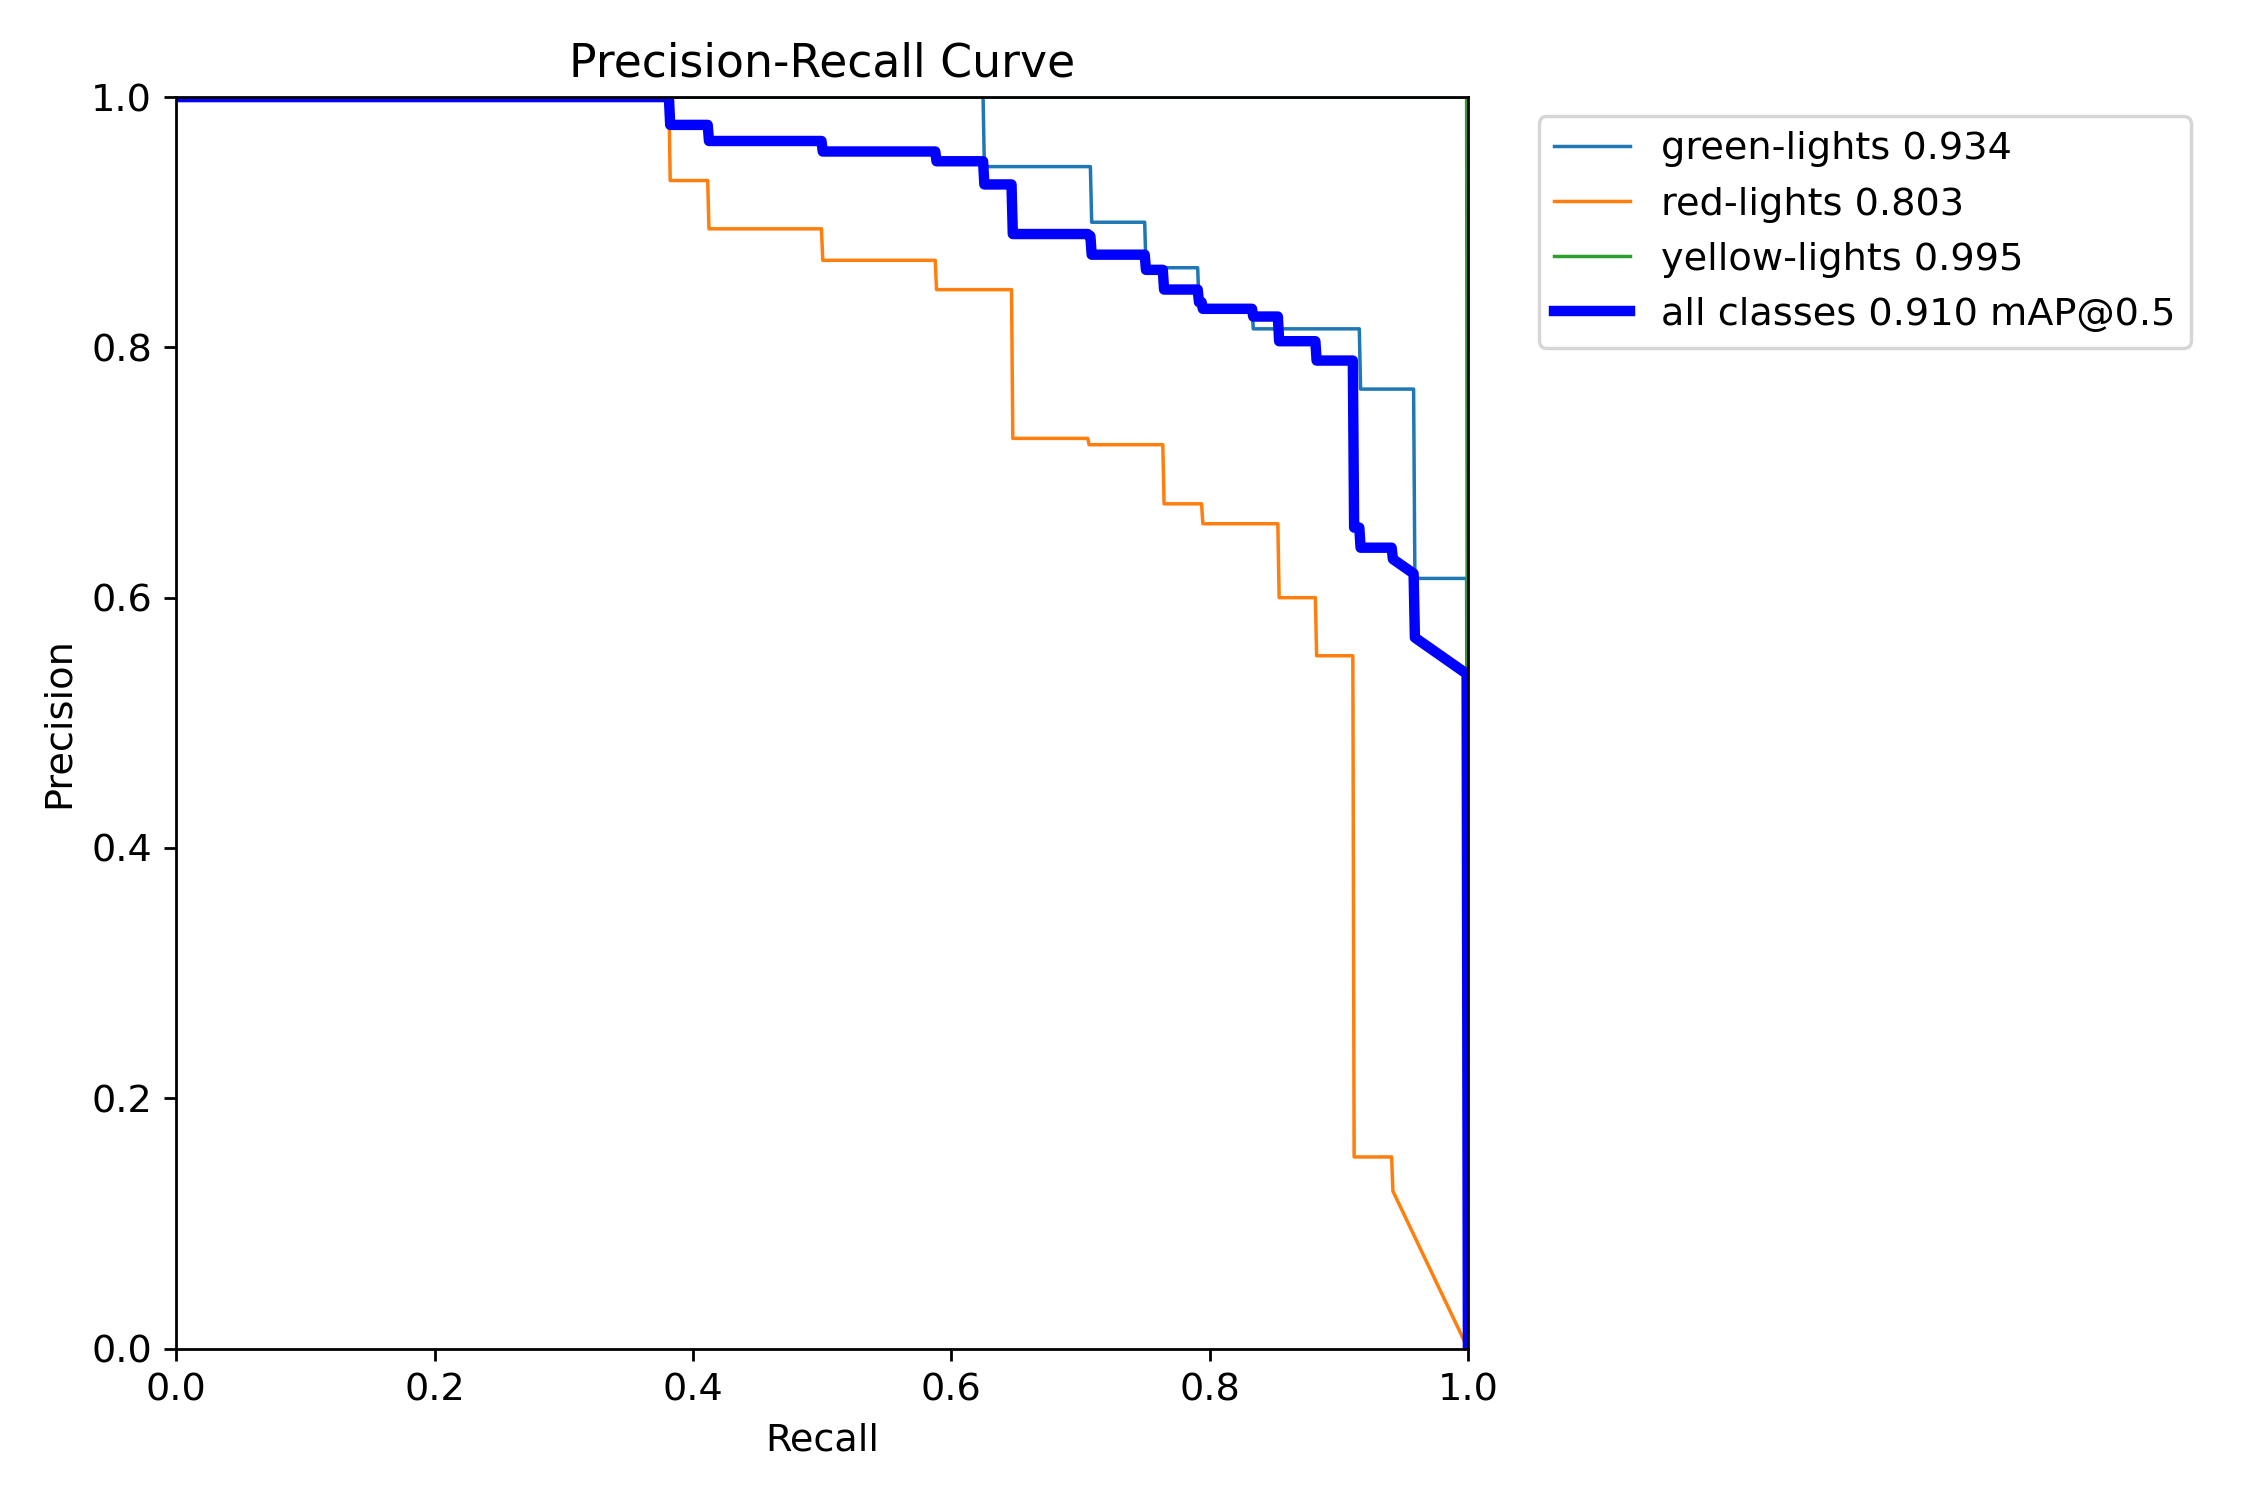 Precision-Recall Curve
1.0
0.8
0.6
0.4
0.2
0.0
Precision
0.0 0.2 0.4 0.6 0.8 1.0
Recall
green-lights 0.934
red-lights 0.803
yellow-lights 0.995
all classes 0.910 mAP@0.5